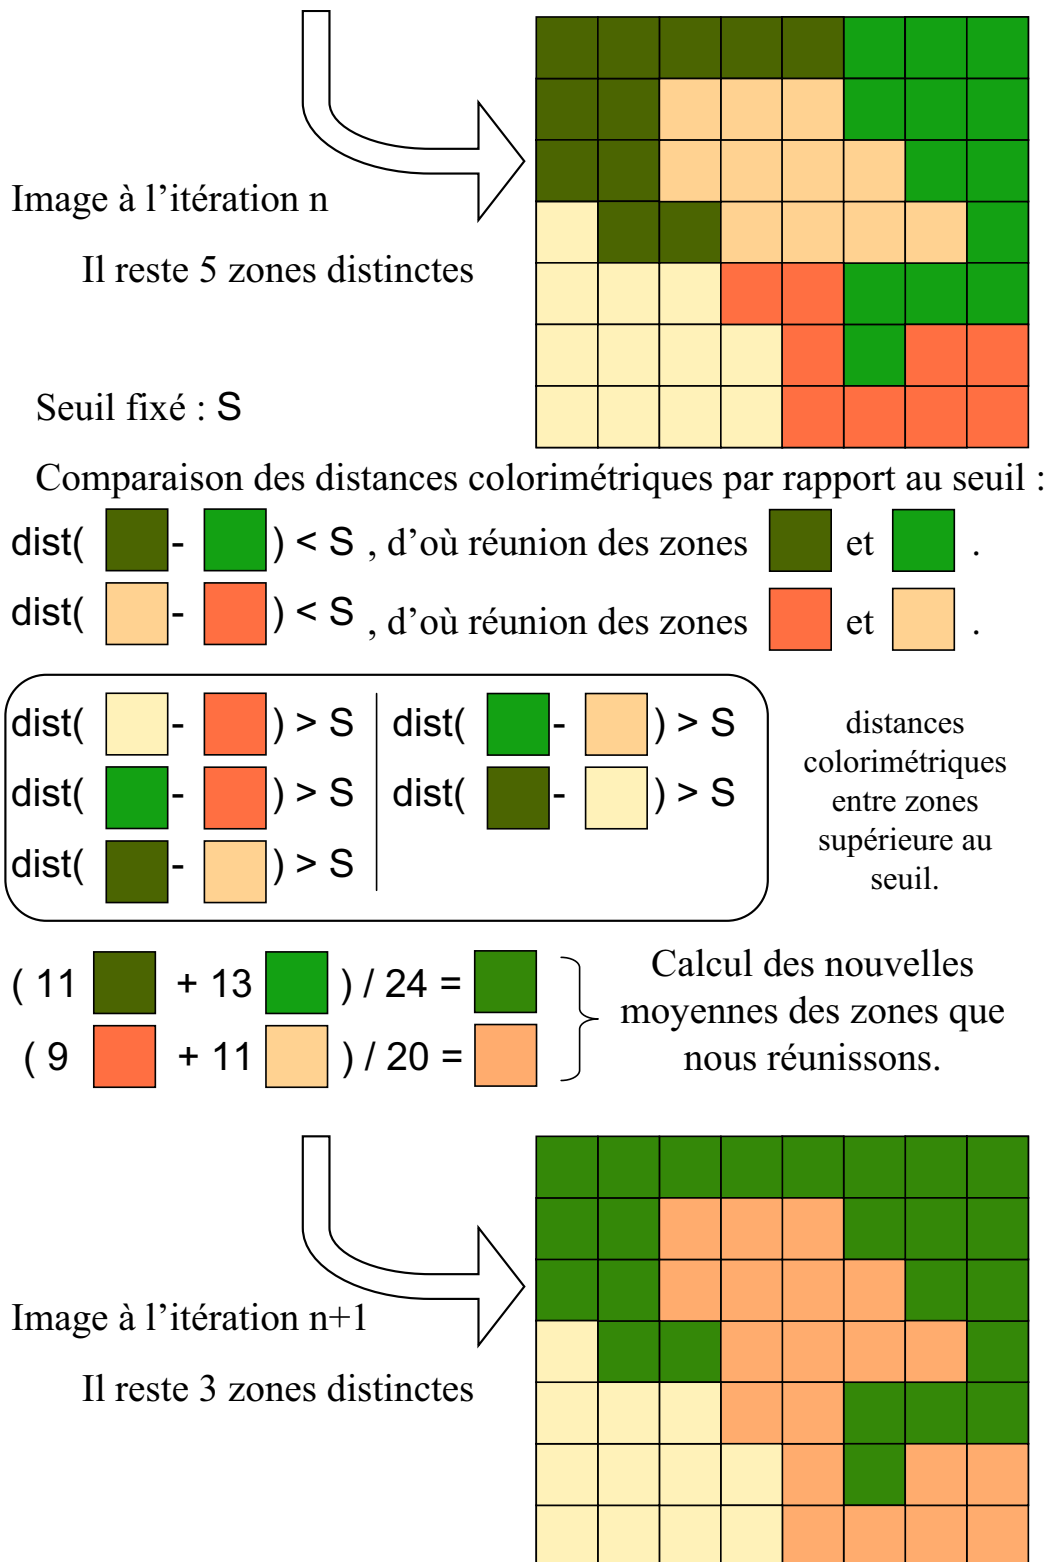 Image à l’itération n
Il reste 5 zones distinctes
Seuil fixé : S
Comparaison des distances colorimétriques par rapport au seuil :
dist( - ) < S , d’où réunion des zones et .
dist( - ) < S , d’où réunion des zones et .
dist( - ) > S
dist( - ) > S
dist( - ) > S
dist( - ) > S
dist( - ) > S
distances
colorimétriques
entre zones
supérieure au
seuil.
( 11 + 13 ) / 24 =
( 9 + 11 ) / 20 =
Calcul des nouvelles
moyennes des zones que
nous réunissons.
Image à l’itération n+1
Il reste 3 zones distinctes